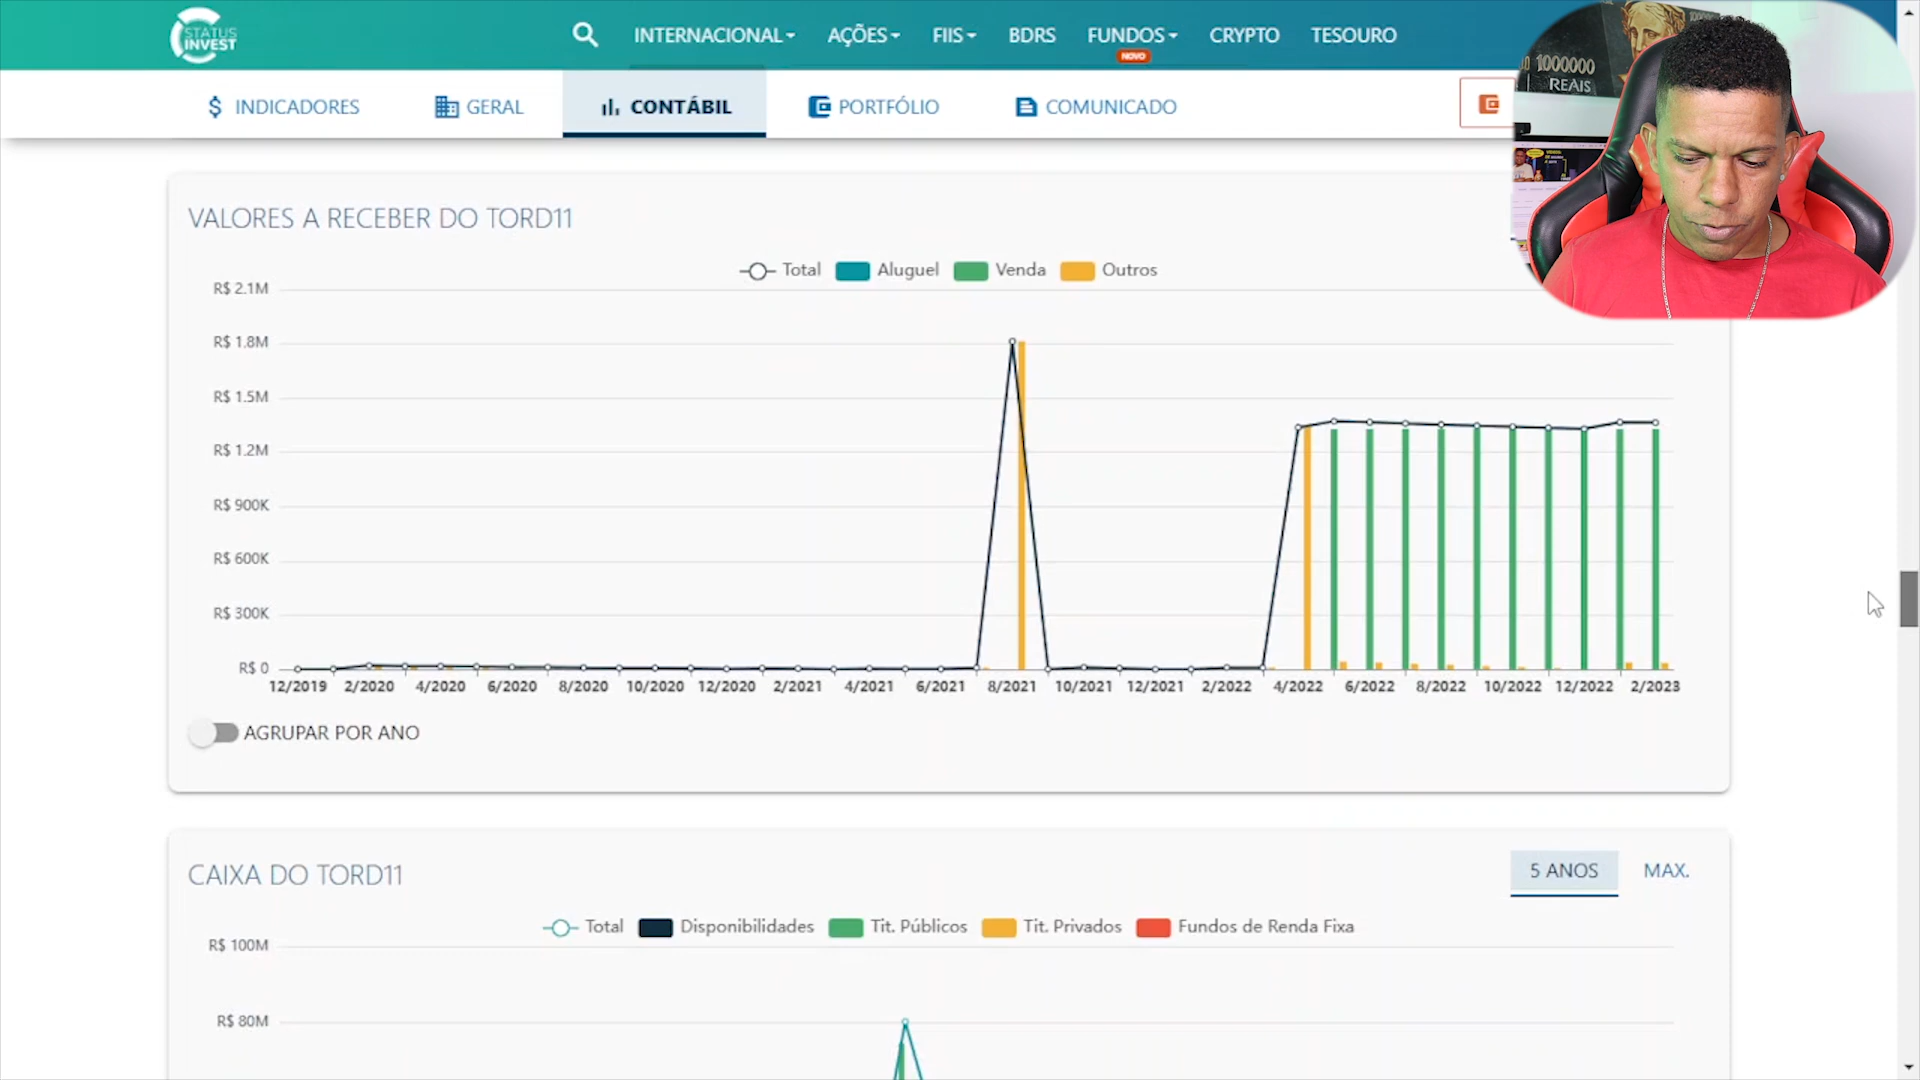 STATUS
INVEST
INTERNACIONAL
AÇÕES
FIIS
BDRS
FUNDOS
NOVO
CRYPTO
TESOURO
1000000
REAIS
INDICADORES
GERAL
CONTÁBIL
PORTFÓLIO
COMUNICADO
VALORES A RECEBER DO TORD11
Total Aluguel Venda Outros
R$ 2.1M
R$ 1.8M
R$ 1.5M
R$ 1.2M
R$ 900K
R$ 600K
R$ 300K
R$ 0
12/2019 2/2020 4/2020 6/2020 8/2020 10/2020 12/2020 2/2021 4/2021 6/2021 8/2021 10/2021 12/2021 2/2022 4/2022 6/2022 8/2022 10/2022 12/2022 2/2023
AGRUPAR POR ANO
CAIXA DO TORD11
5 ANOS MAX.
Total Disponibilidades Tit. Públicos Tit. Privados Fundos de Renda Fixa
R$ 100M
R$ 80M